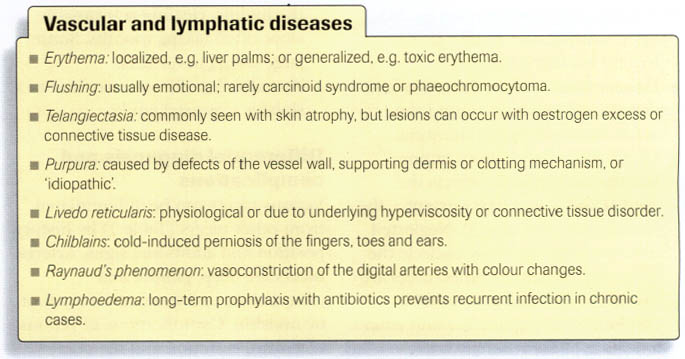 Vascular and lymphatic diseases
■ Erythema: localized, e.g. liver palms; or generalized, e.g. toxic erythema.
■ Flushing: usually emotional; rarely carcinoid syndrome or phaeochromocytoma.
■ Telangiectasia: commonly seen with skin atrophy, but lesions can occur with oestrogen excess or
connective tissue disease.
■ Purpura: caused by defects of the vessel wall, supporting dermis or clotting mechanism, or
‘idiopathic’.
■ Livedo reticularis: physiological or due to underlying hyperviscosity or connective tissue disorder.
■ Chilblains: cold-induced perniosis of the fingers, toes and ears.
■ Raynaud’s phenomenon: vasoconstriction of the digital arteries with colour changes.
■ Lymphoedema: long-term prophylaxis with antibiotics prevents recurrent infection in chronic
cases.